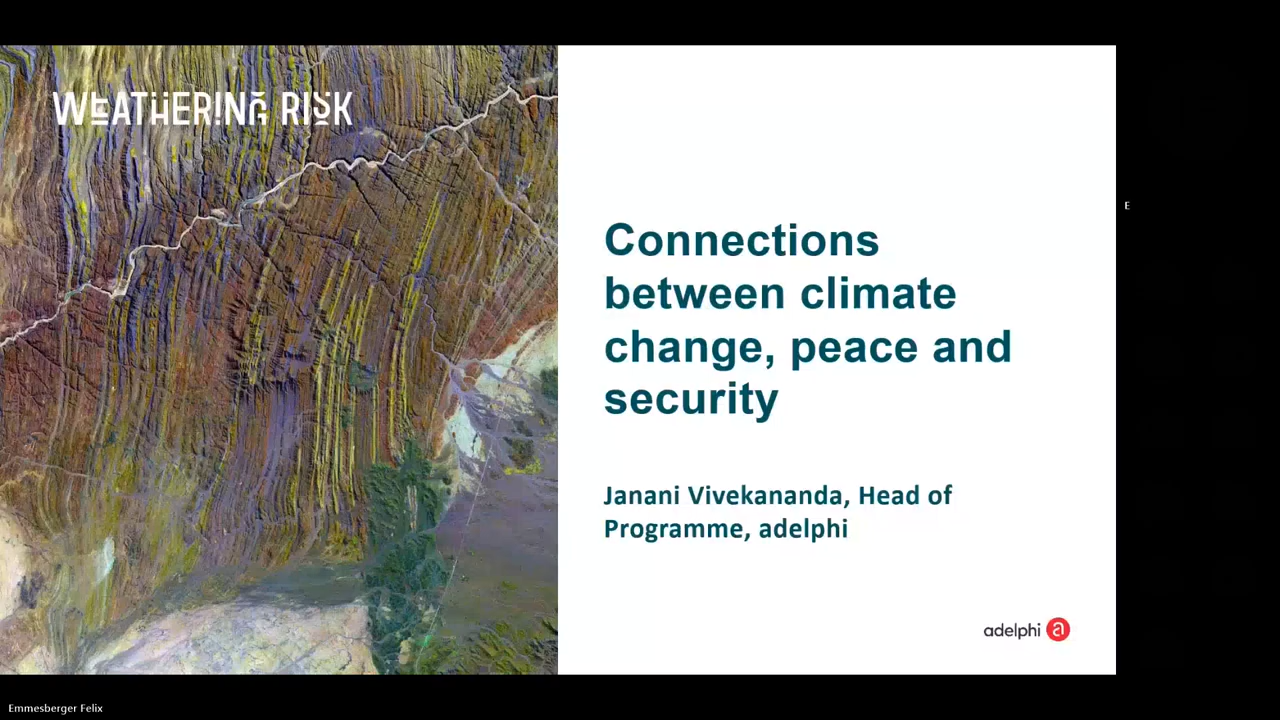 WEATHERING RISK
Connections
between climate
change, peace and
security
Janani Vivekananda, Head of
Programme, adelphi
adelphi a
E
Emmesberger Felix